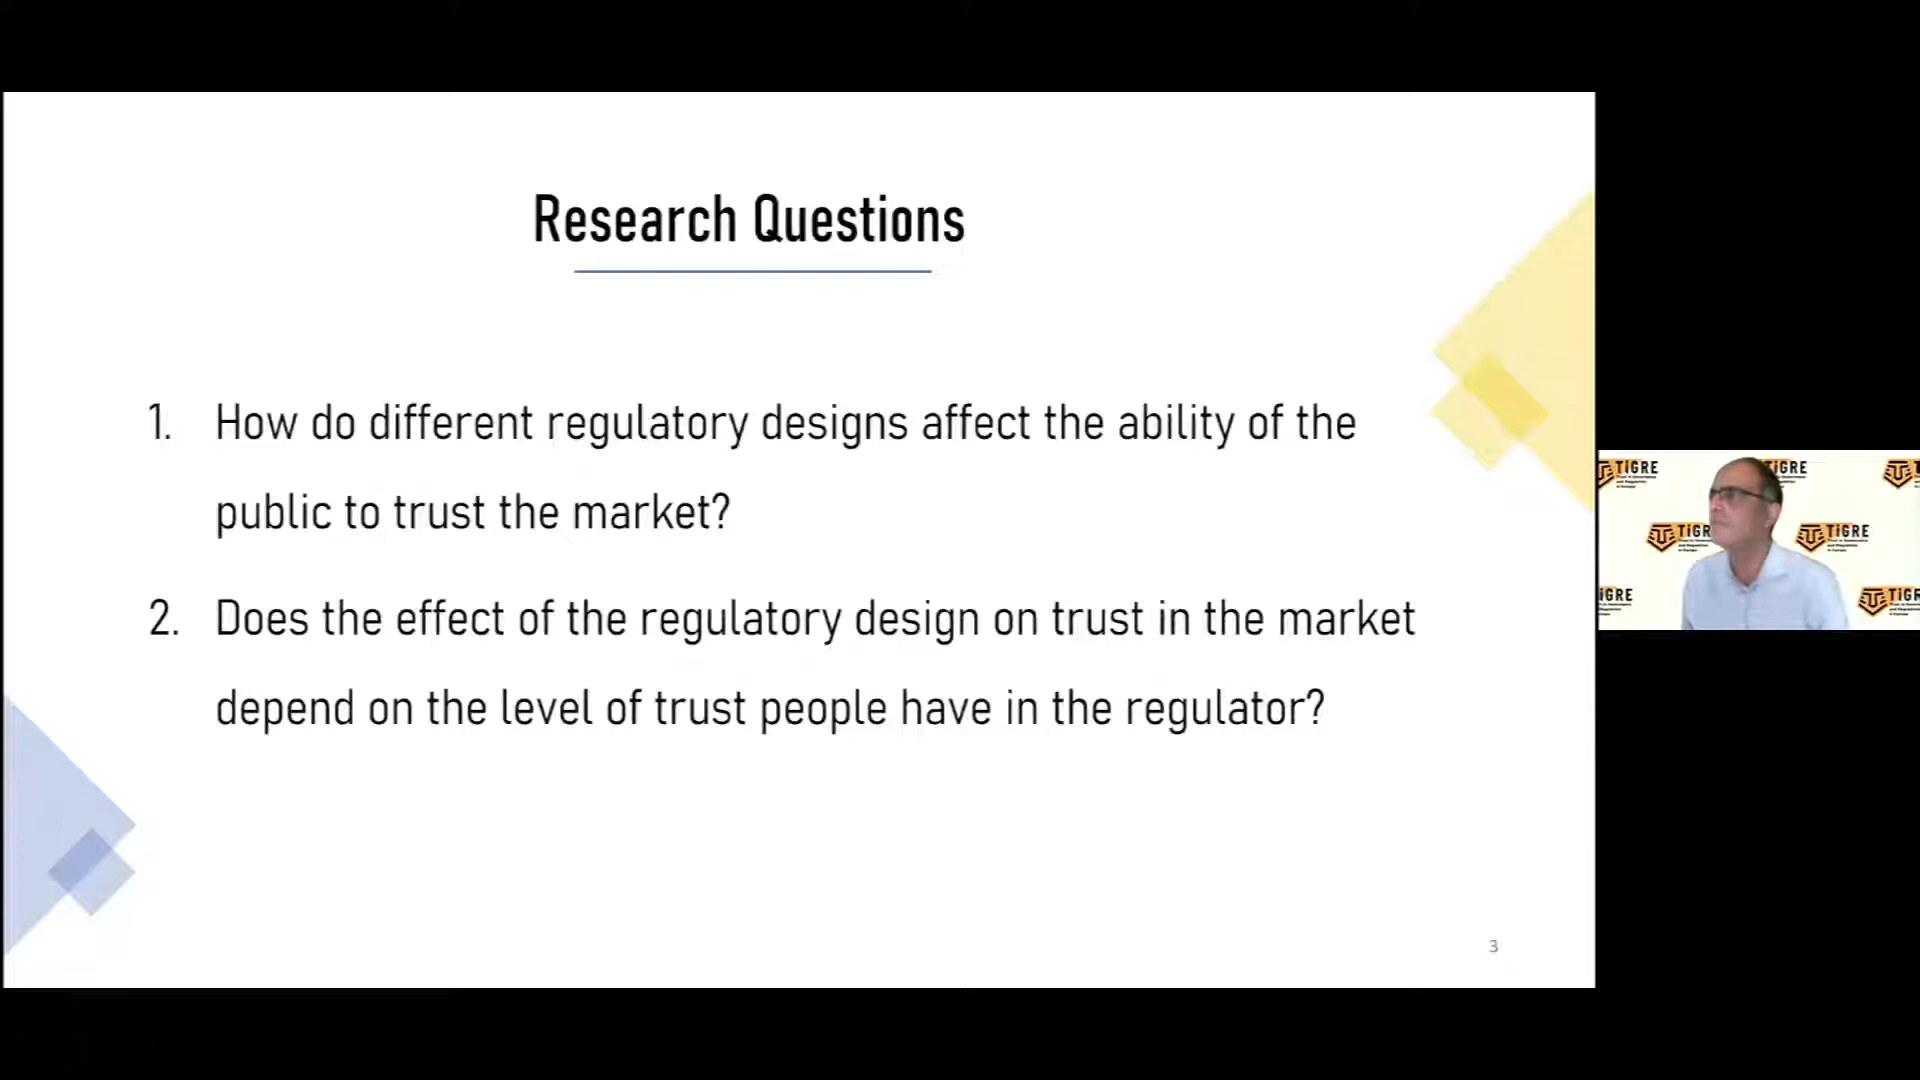 Research Questions
1. How do different regulatory designs affect the ability of the
public to trust the market?
2. Does the effect of the regulatory design on trust in the market
depend on the level of trust people have in the regulator?
3
TiGRE
TiGRE
TiGRE